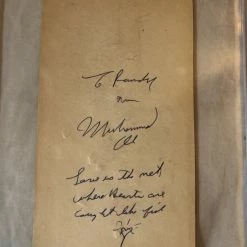 To Randy
from
Muhammad
Ali
Love is the net
where Hearts are
caught like fish